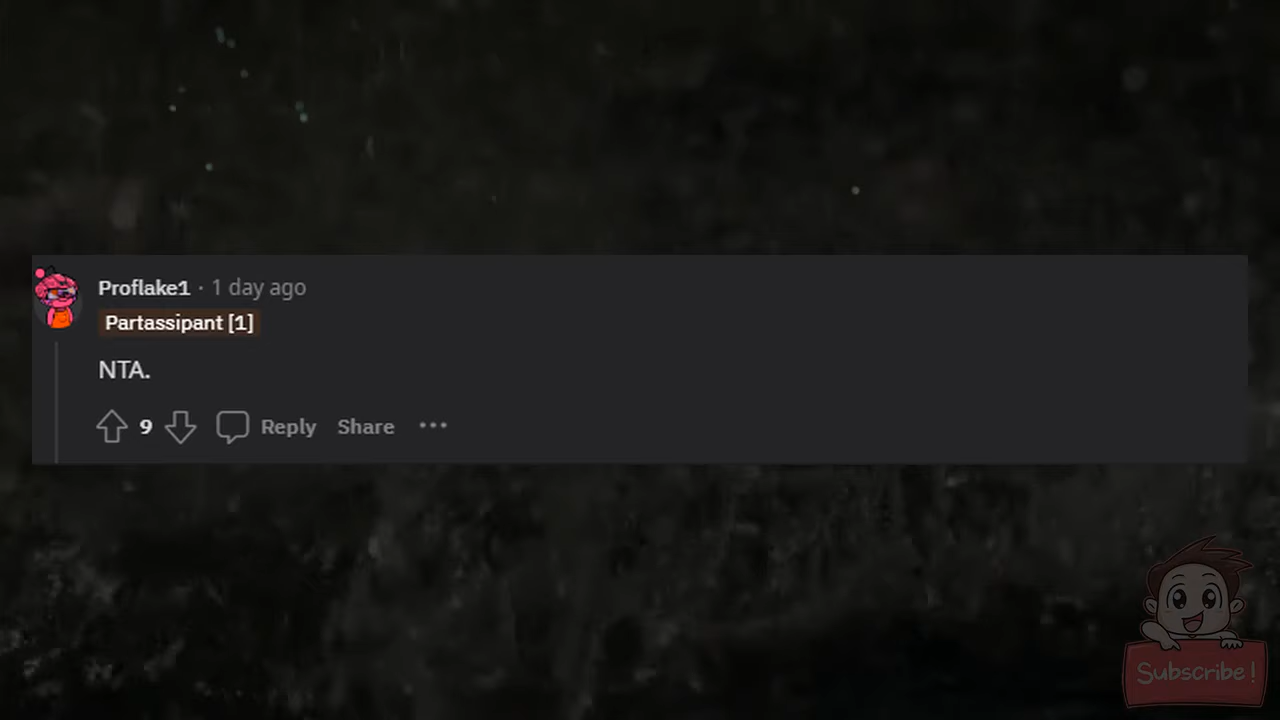 Proflake1 · 1 day ago
Partassipant [1]
NTA.
9 Reply Share ···
Subscribe!